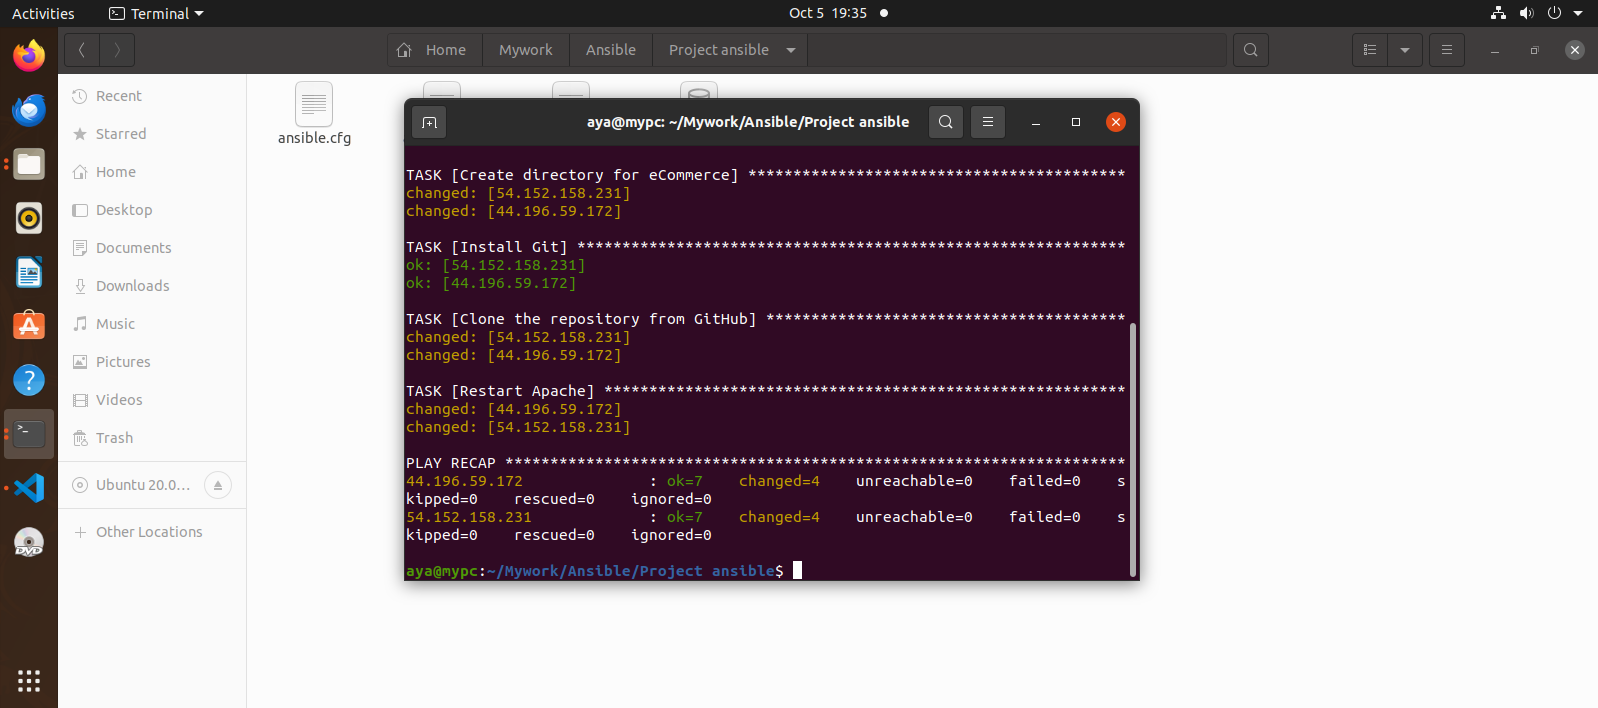 Activities
Terminal
Oct 5 19:35
Home
Mywork
Ansible
Project ansible
Recent
Starred
Home
Desktop
Documents
Downloads
Music
Pictures
Videos
Trash
Ubuntu 20.0…
Other Locations
ansible.cfg
aya@mypc: ~/Mywork/Ansible/Project ansible
TASK [Create directory for eCommerce] ******************************************
changed: [54.152.158.231]
changed: [44.196.59.172]
TASK [Install Git] *************************************************************
ok: [54.152.158.231]
ok: [44.196.59.172]
TASK [Clone the repository from GitHub] ****************************************
changed: [54.152.158.231]
changed: [44.196.59.172]
TASK [Restart Apache] **********************************************************
changed: [44.196.59.172]
changed: [54.152.158.231]
PLAY RECAP *********************************************************************
44.196.59.172              : ok=7    changed=4    unreachable=0    failed=0    s
kipped=0    rescued=0    ignored=0
54.152.158.231             : ok=7    changed=4    unreachable=0    failed=0    s
kipped=0    rescued=0    ignored=0
aya@mypc:~/Mywork/Ansible/Project ansible$